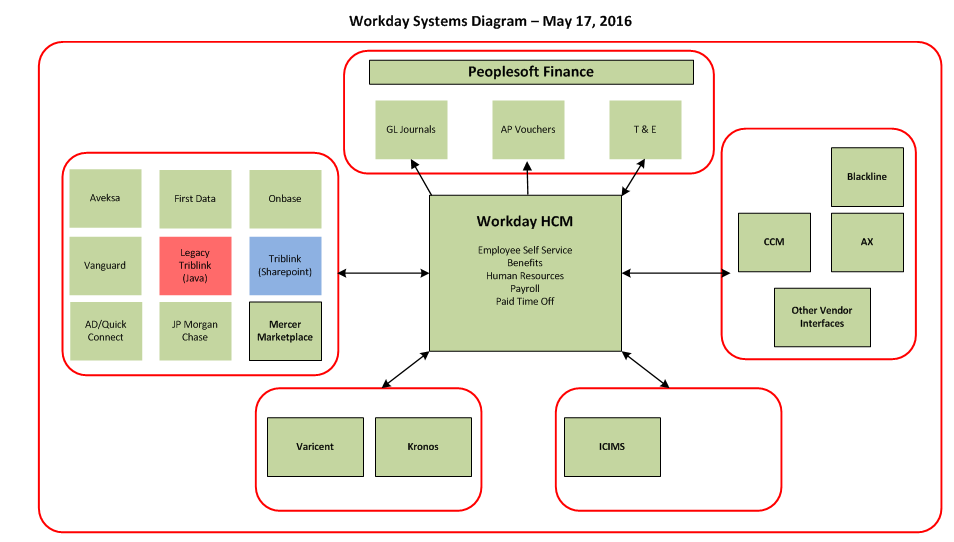 Workday Systems Diagram – May 17, 2016
Peoplesoft Finance
GL Journals
AP Vouchers
T & E
Aveksa
First Data
Onbase
Vanguard
Legacy
Triblink
(Java)
Triblink
(Sharepoint)
AD/Quick
Connect
JP Morgan
Chase
Mercer
Marketplace
Workday HCM
Employee Self Service
Benefits
Human Resources
Payroll
Paid Time Off
Blackline
CCM
AX
Other Vendor
Interfaces
Varicent
Kronos
ICIMS